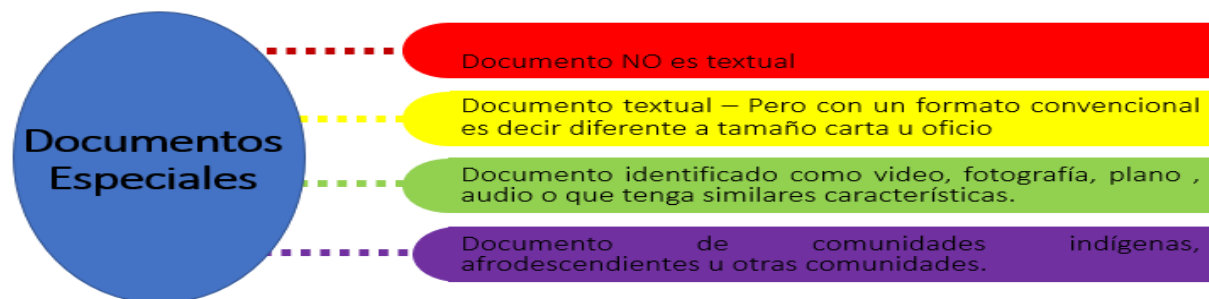 Documentos
Especiales
Documento NO es textual
Documento textual – Pero con un formato convencional
es decir diferente a tamaño carta u oficio
Documento identificado como video, fotografía, plano ,
audio o que tenga similares características.
Documento de comunidades indígenas,
afrodescendientes u otras comunidades.